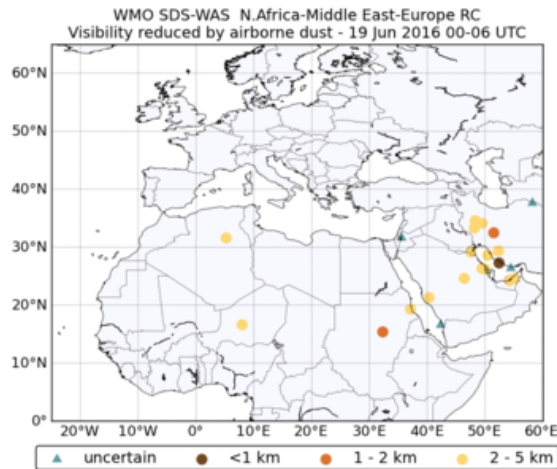 WMO SDS-WAS N.Africa-Middle East-Europe RC
Visibility reduced by airborne dust - 19 Jun 2016 00-06 UTC
60°N
50°N
40°N
30°N
20°N
10°N
0°
20°W 10°W 0° 10°E 20°E 30°E 40°E 50°E 60°E
uncertain <1 km 1 - 2 km 2 - 5 km